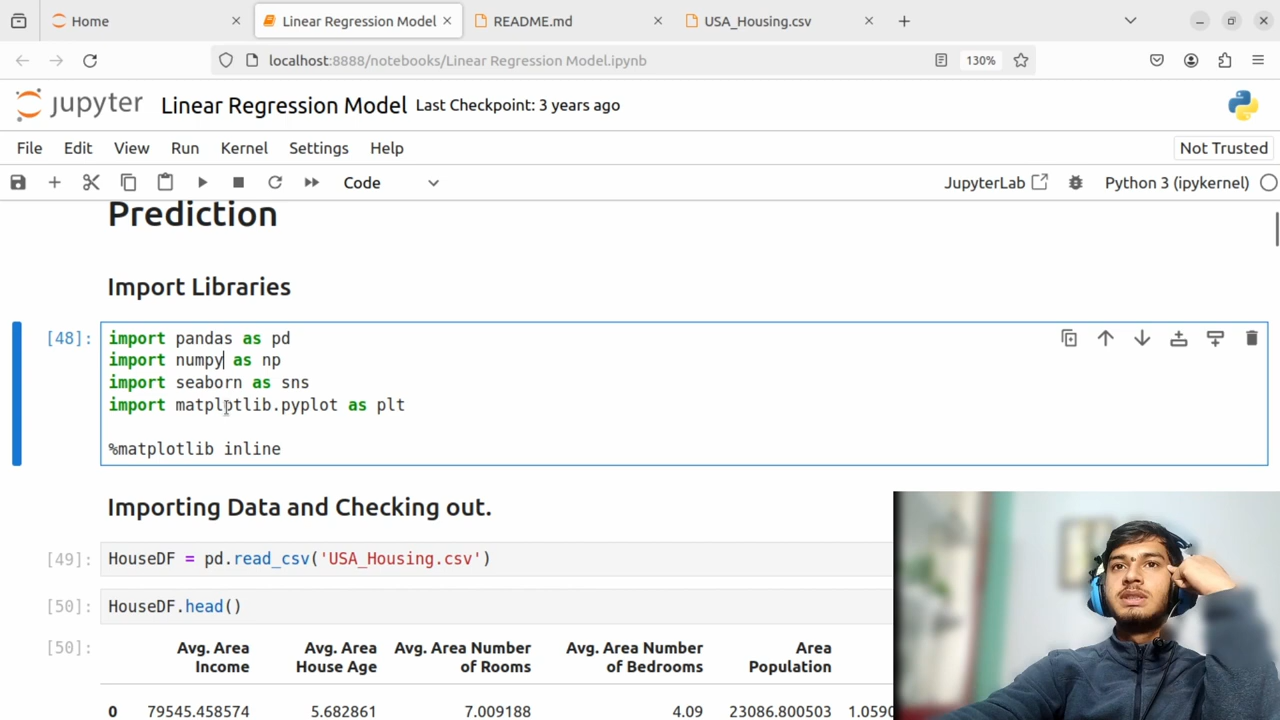 Home
Linear Regression Model
README.md
USA_Housing.csv
localhost:8888/notebooks/Linear Regression Model.ipynb
130%
jupyter Linear Regression Model Last Checkpoint: 3 years ago
File Edit View Run Kernel Settings Help
Not Trusted
Code
JupyterLab
Python 3 (ipykernel)
Prediction
Import Libraries
[48]:
import pandas as pd
import numpy as np
import seaborn as sns
import matplotlib.pyplot as plt
%matplotlib inline
Importing Data and Checking out.
[49]: HouseDF = pd.read_csv('USA_Housing.csv')
[50]: HouseDF.head()
[50]:
Avg. Area Income
Avg. Area House Age
Avg. Area Number of Rooms
Avg. Area Number of Bedrooms
Area Population
0 79545.458574 5.682861 7.009188 4.09 23086.800503 1.0590